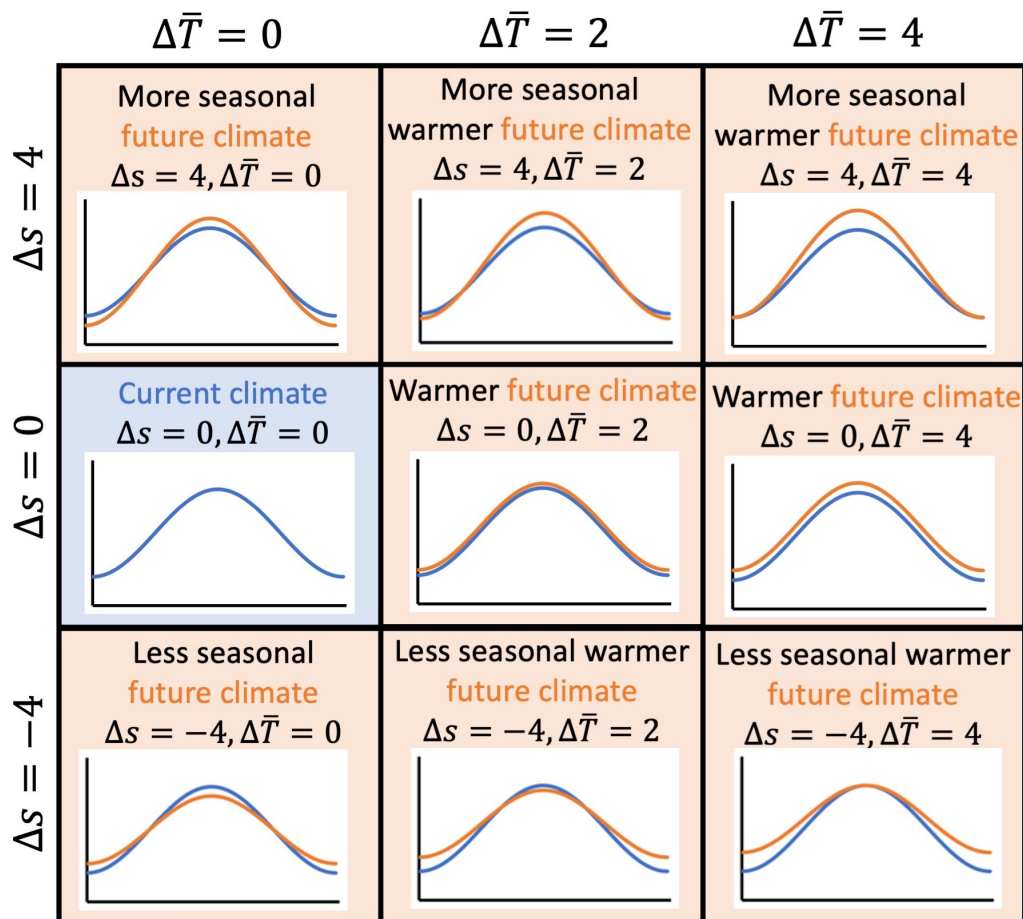 ΔT̄ = 0
ΔT̄ = 2
ΔT̄ = 4
Δs = 4
More seasonal
future climate
Δs = 4, ΔT̄ = 0
More seasonal
warmer future climate
Δs = 4, ΔT̄ = 2
More seasonal
warmer future climate
Δs = 4, ΔT̄ = 4
Δs = 0
Current climate
Δs = 0, ΔT̄ = 0
Warmer future climate
Δs = 0, ΔT̄ = 2
Warmer future climate
Δs = 0, ΔT̄ = 4
Δs = −4
Less seasonal
future climate
Δs = −4, ΔT̄ = 0
Less seasonal warmer
future climate
Δs = −4, ΔT̄ = 2
Less seasonal warmer
future climate
Δs = −4, ΔT̄ = 4